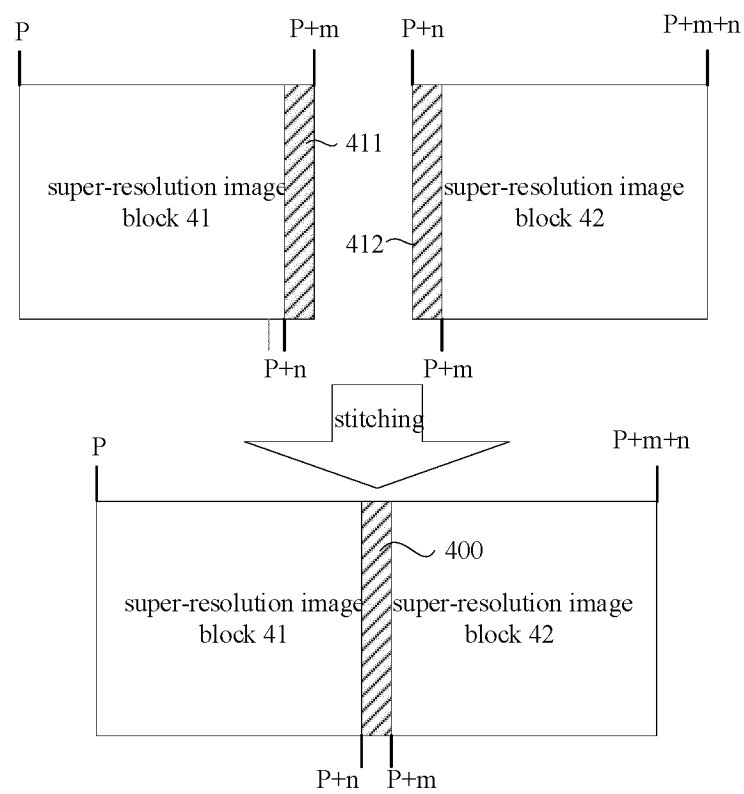 P P+m P+n P+m+n
411
super-resolution image
block 41
super-resolution image
block 42
412
P+n P+m
stitching
P P+m+n
400
super-resolution image
block 41
super-resolution image
block 42
P+n P+m